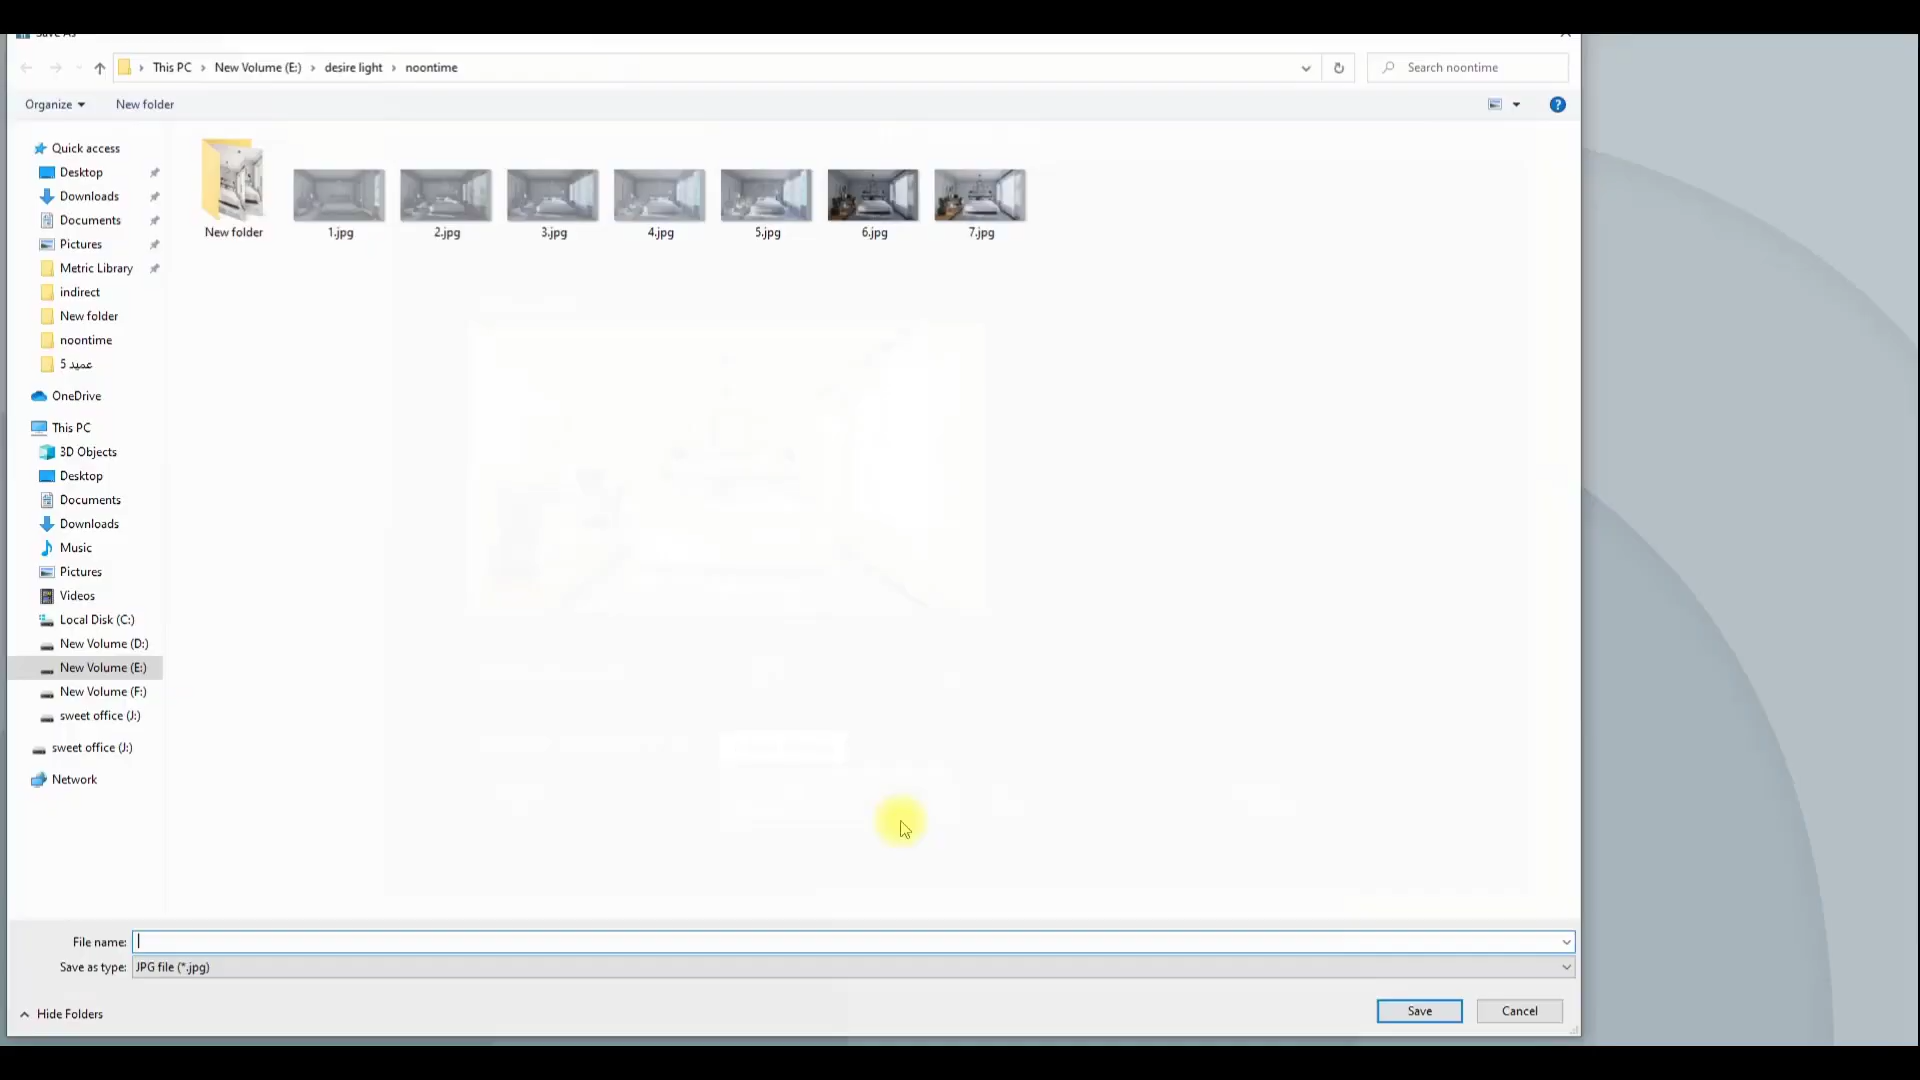 Save As
This PC › New Volume (E:) › desire light › noontime
Search noontime
Organize
New folder
New folder
1.jpg
2.jpg
3.jpg
4.jpg
5.jpg
6.jpg
7.jpg
Quick access
Desktop
Downloads
Documents
Pictures
Metric Library
indirect
New folder
noontime
عميد 5
OneDrive
This PC
3D Objects
Desktop
Documents
Downloads
Music
Pictures
Videos
Local Disk (C:)
New Volume (D:)
New Volume (E:)
New Volume (F:)
sweet office (J:)
sweet office (J:)
Network
File name:
Save as type: JPG file (*.jpg)
Hide Folders
Save
Cancel